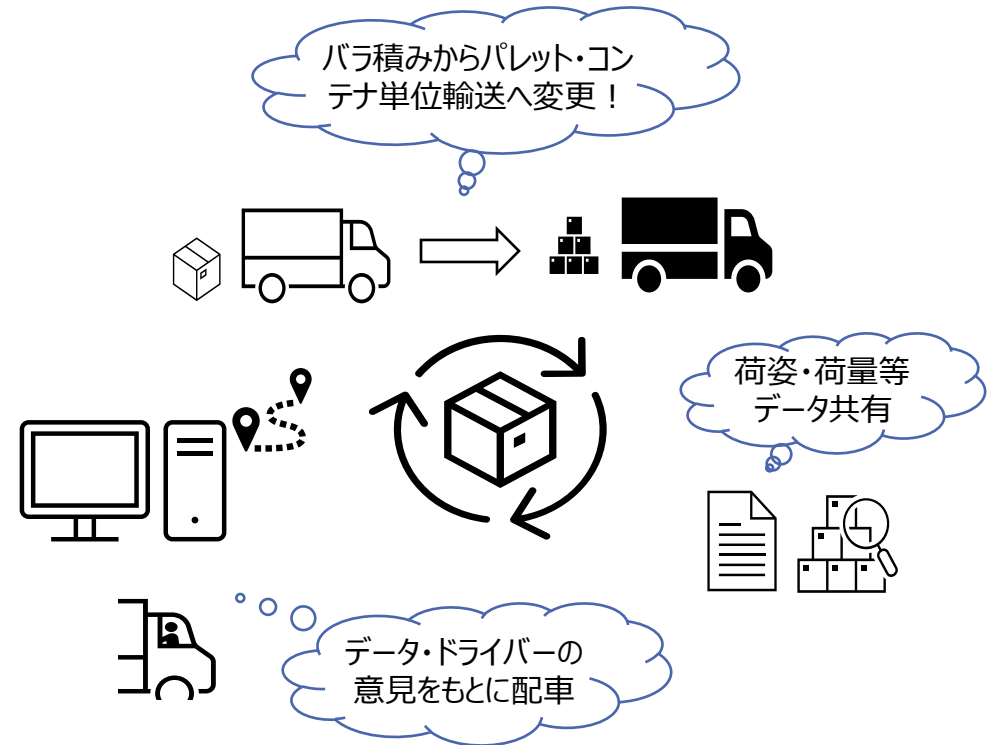 バラ積みからパレット・コン
テナ単位輸送へ変更！
荷姿・荷量等
データ共有
データ・ドライバーの
意見をもとに配車